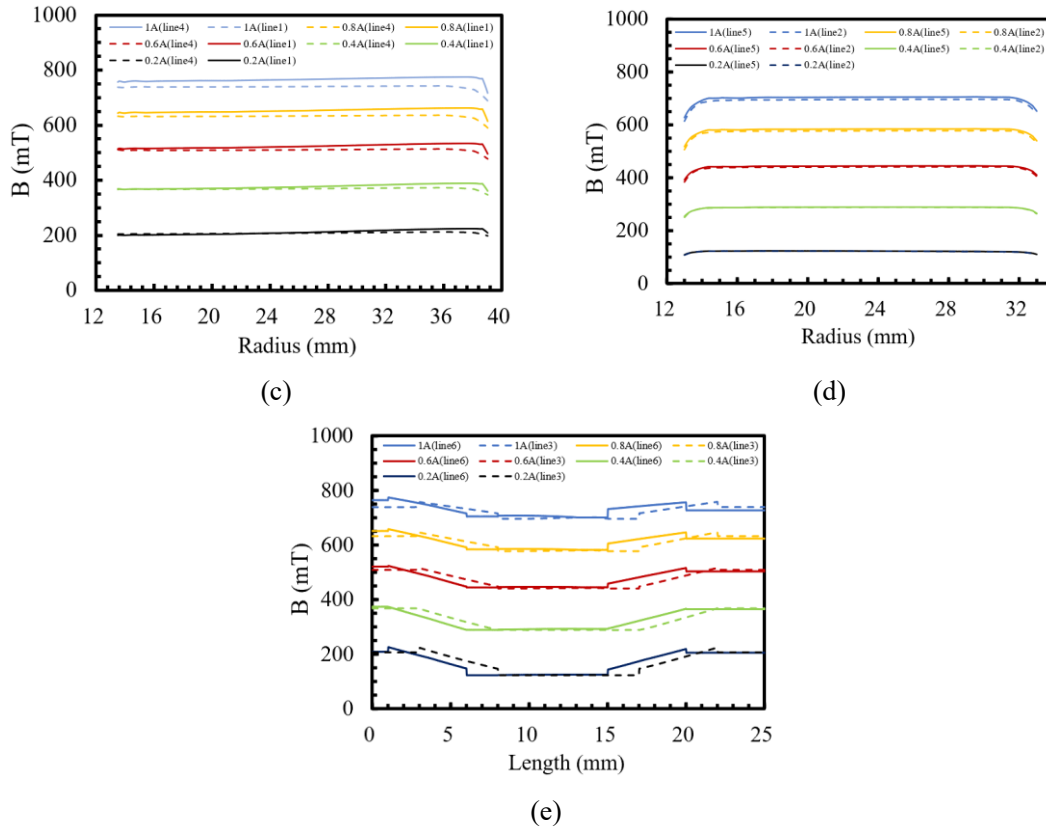 1000
800
600
400
200
0
B (mT)
1A(line4) 1A(line1) 0.8A(line4) 0.8A(line1)
0.6A(line4) 0.6A(line1) 0.4A(line4) 0.4A(line1)
0.2A(line4) 0.2A(line1)
12 16 20 24 28 32 36 40
Radius (mm)
(c)
1000
800
600
400
200
0
B (mT)
1A(line5) 1A(line2) 0.8A(line5) 0.8A(line2)
0.6A(line5) 0.6A(line2) 0.4A(line5) 0.4A(line2)
0.2A(line5) 0.2A(line2)
12 16 20 24 28 32
Radius (mm)
(d)
1000
800
600
400
200
0
B (mT)
1A(line6) 1A(line3) 0.8A(line6) 0.8A(line3)
0.6A(line6) 0.6A(line3) 0.4A(line6) 0.4A(line3)
0.2A(line6) 0.2A(line3)
0 5 10 15 20 25
Length (mm)
(e)